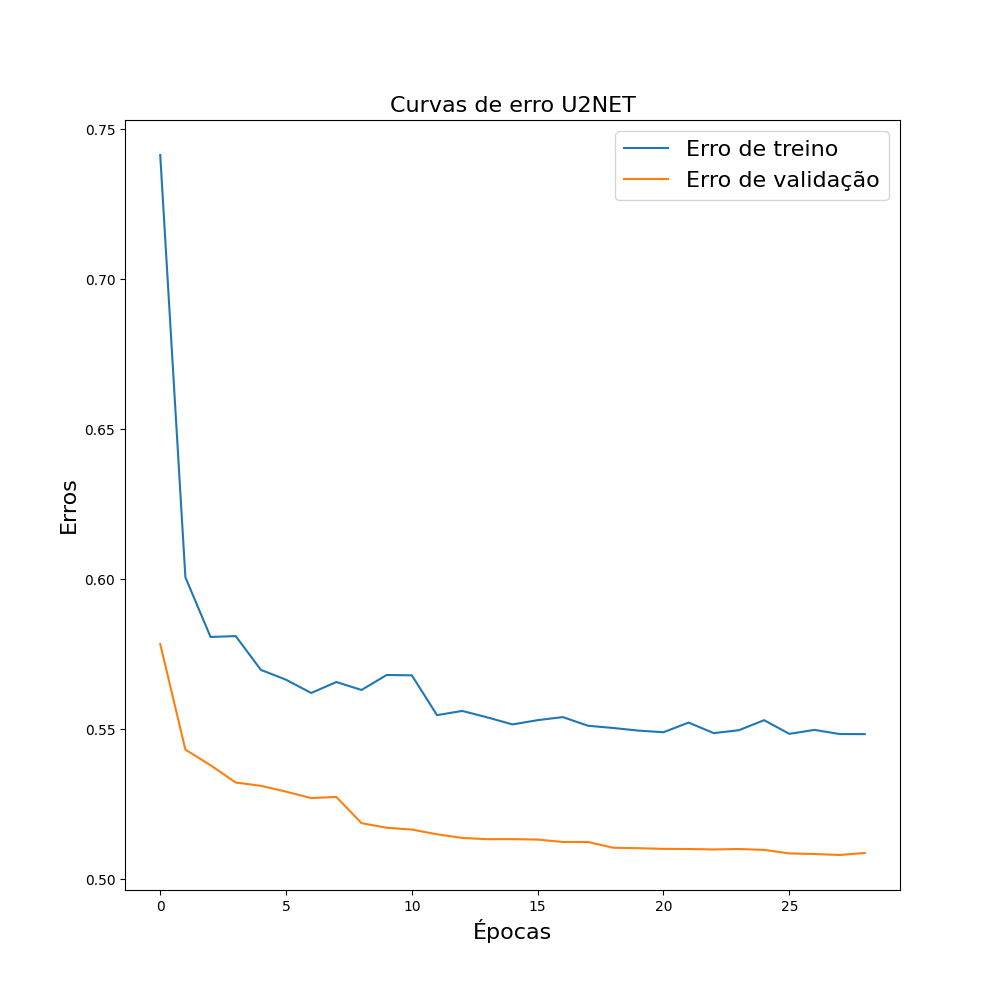 Curvas de erro U2NET
Erro de treino
Erro de validação
0.75
0.70
0.65
0.60
0.55
0.50
Erros
0 5 10 15 20 25
Épocas